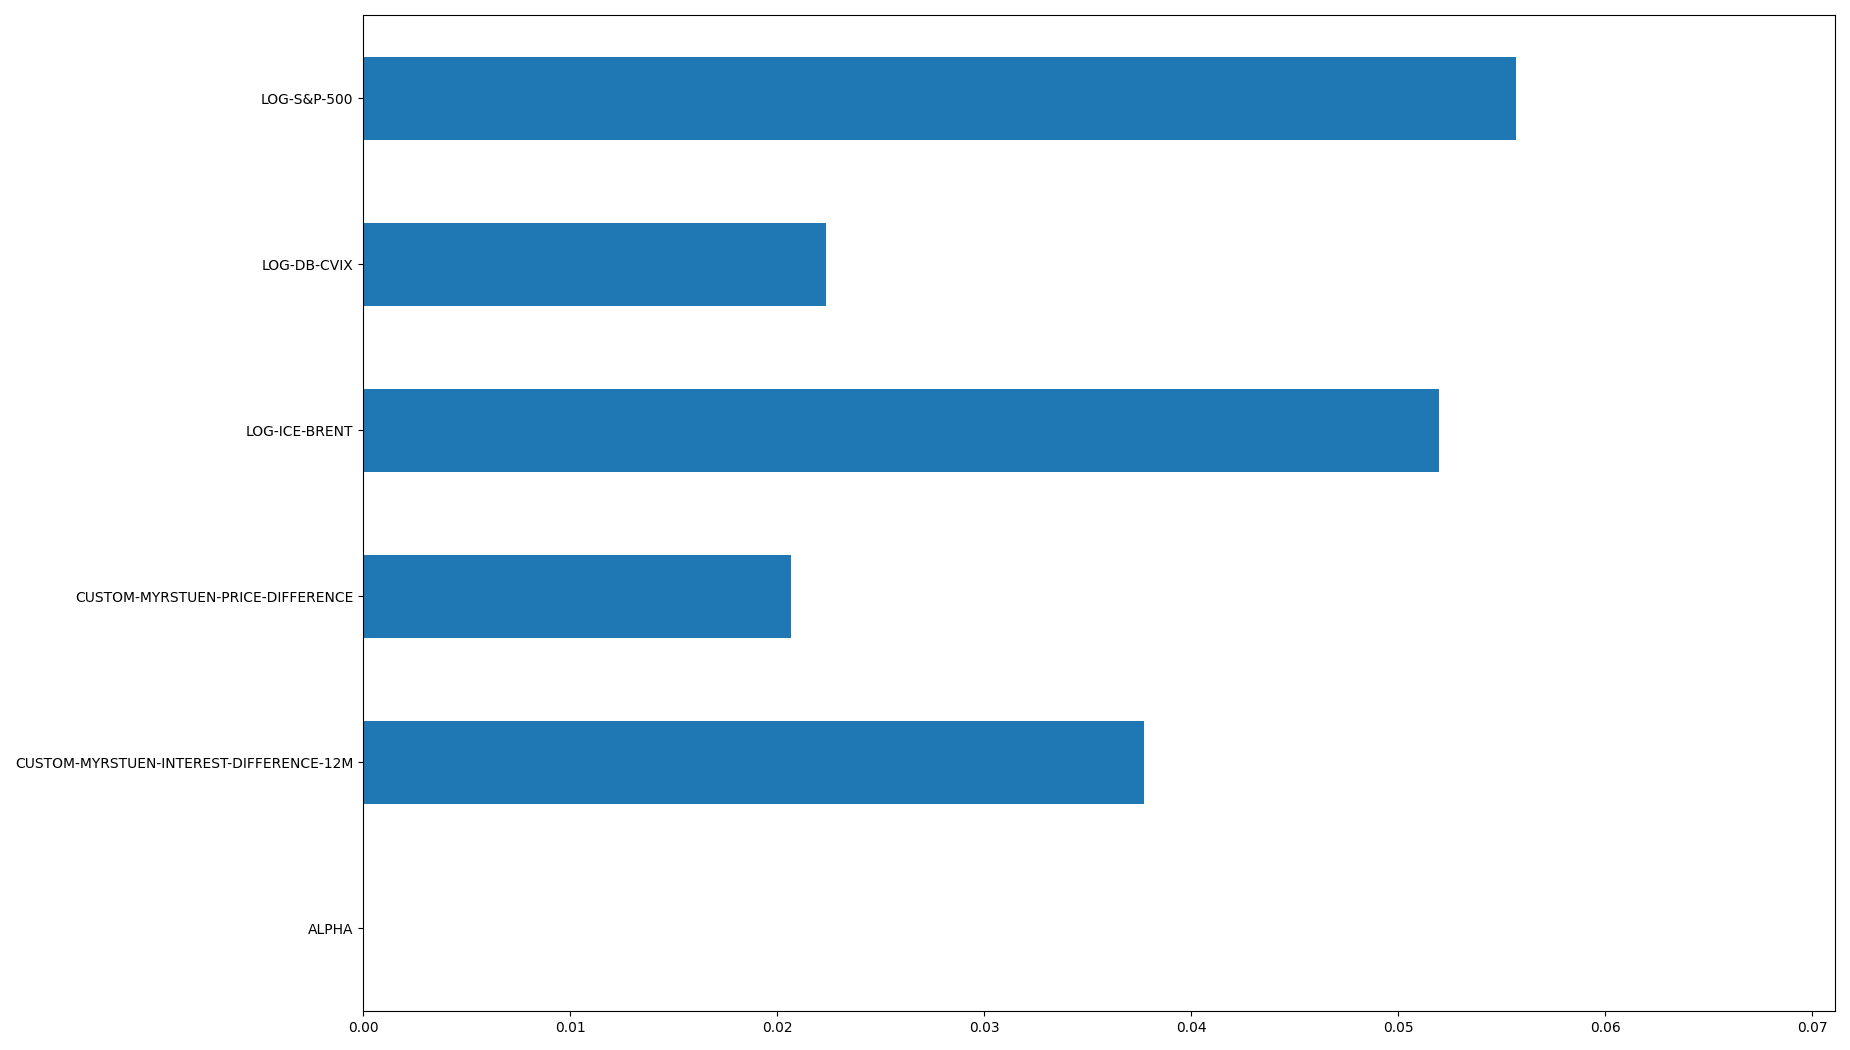 LOG-S&P-500
LOG-DB-CVIX
LOG-ICE-BRENT
CUSTOM-MYRSTUEN-PRICE-DIFFERENCE
CUSTOM-MYRSTUEN-INTEREST-DIFFERENCE-12M
ALPHA
0.00 0.01 0.02 0.03 0.04 0.05 0.06 0.07